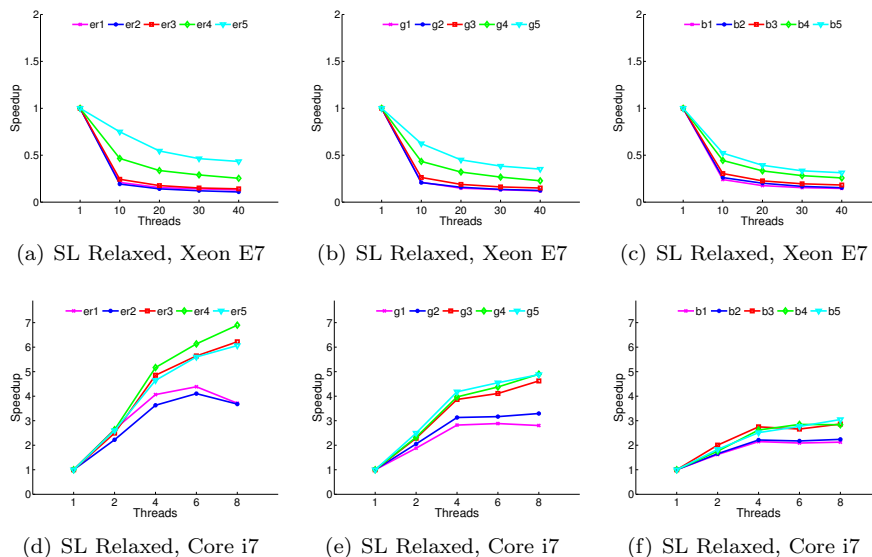 2
er1 er2 er3 er4 er5
1.5
Speedup
1
0.5
0
1 10 20 30 40
Threads
(a) SL Relaxed, Xeon E7
2
g1 g2 g3 g4 g5
1.5
Speedup
1
0.5
0
1 10 20 30 40
Threads
(b) SL Relaxed, Xeon E7
2
b1 b2 b3 b4 b5
1.5
Speedup
1
0.5
0
1 10 20 30 40
Threads
(c) SL Relaxed, Xeon E7
er1 er2 er3 er4 er5
7
6
5
Speedup
4
3
2
1
0
1 2 4 6 8
Threads
(d) SL Relaxed, Core i7
g1 g2 g3 g4 g5
7
6
5
Speedup
4
3
2
1
0
1 2 4 6 8
Threads
(e) SL Relaxed, Core i7
b1 b2 b3 b4 b5
7
6
5
Speedup
4
3
2
1
0
1 2 4 6 8
Threads
(f) SL Relaxed, Core i7